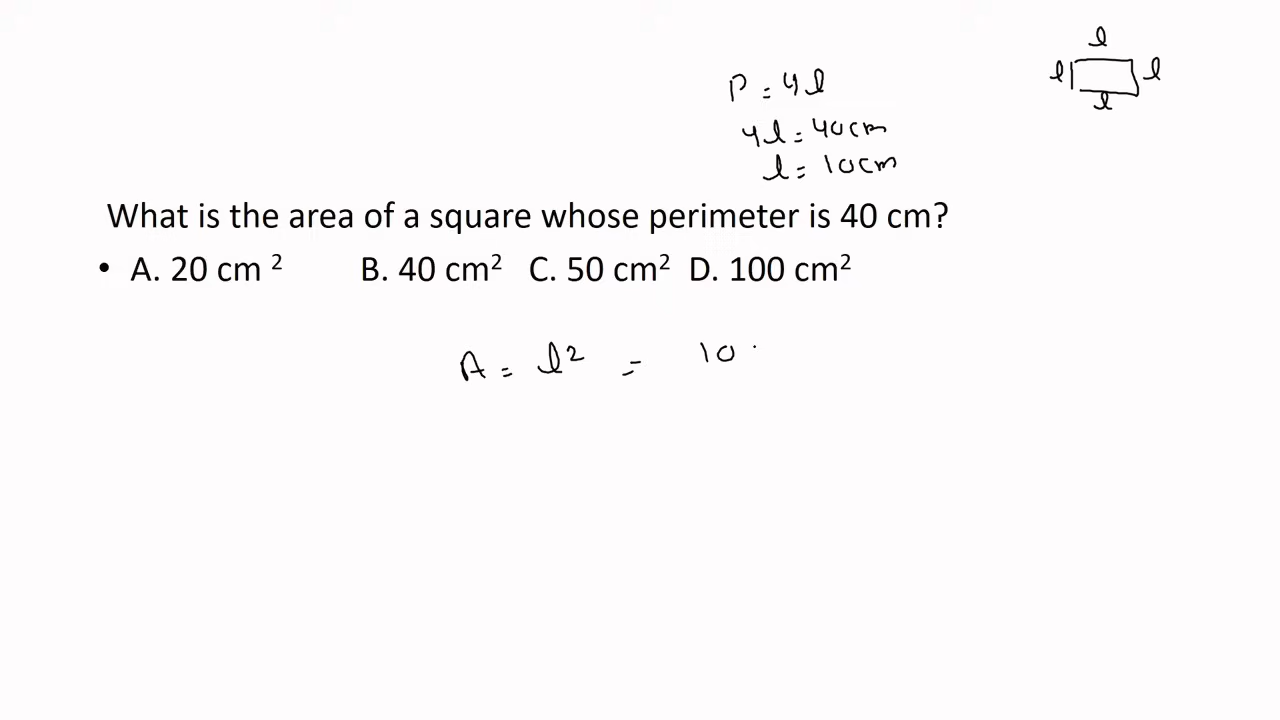 l
l l
l
P = 4l
4l = 40cm
l = 10cm
What is the area of a square whose perimeter is 40 cm?
• A. 20 cm ² B. 40 cm² C. 50 cm² D. 100 cm²
A = l² = 10